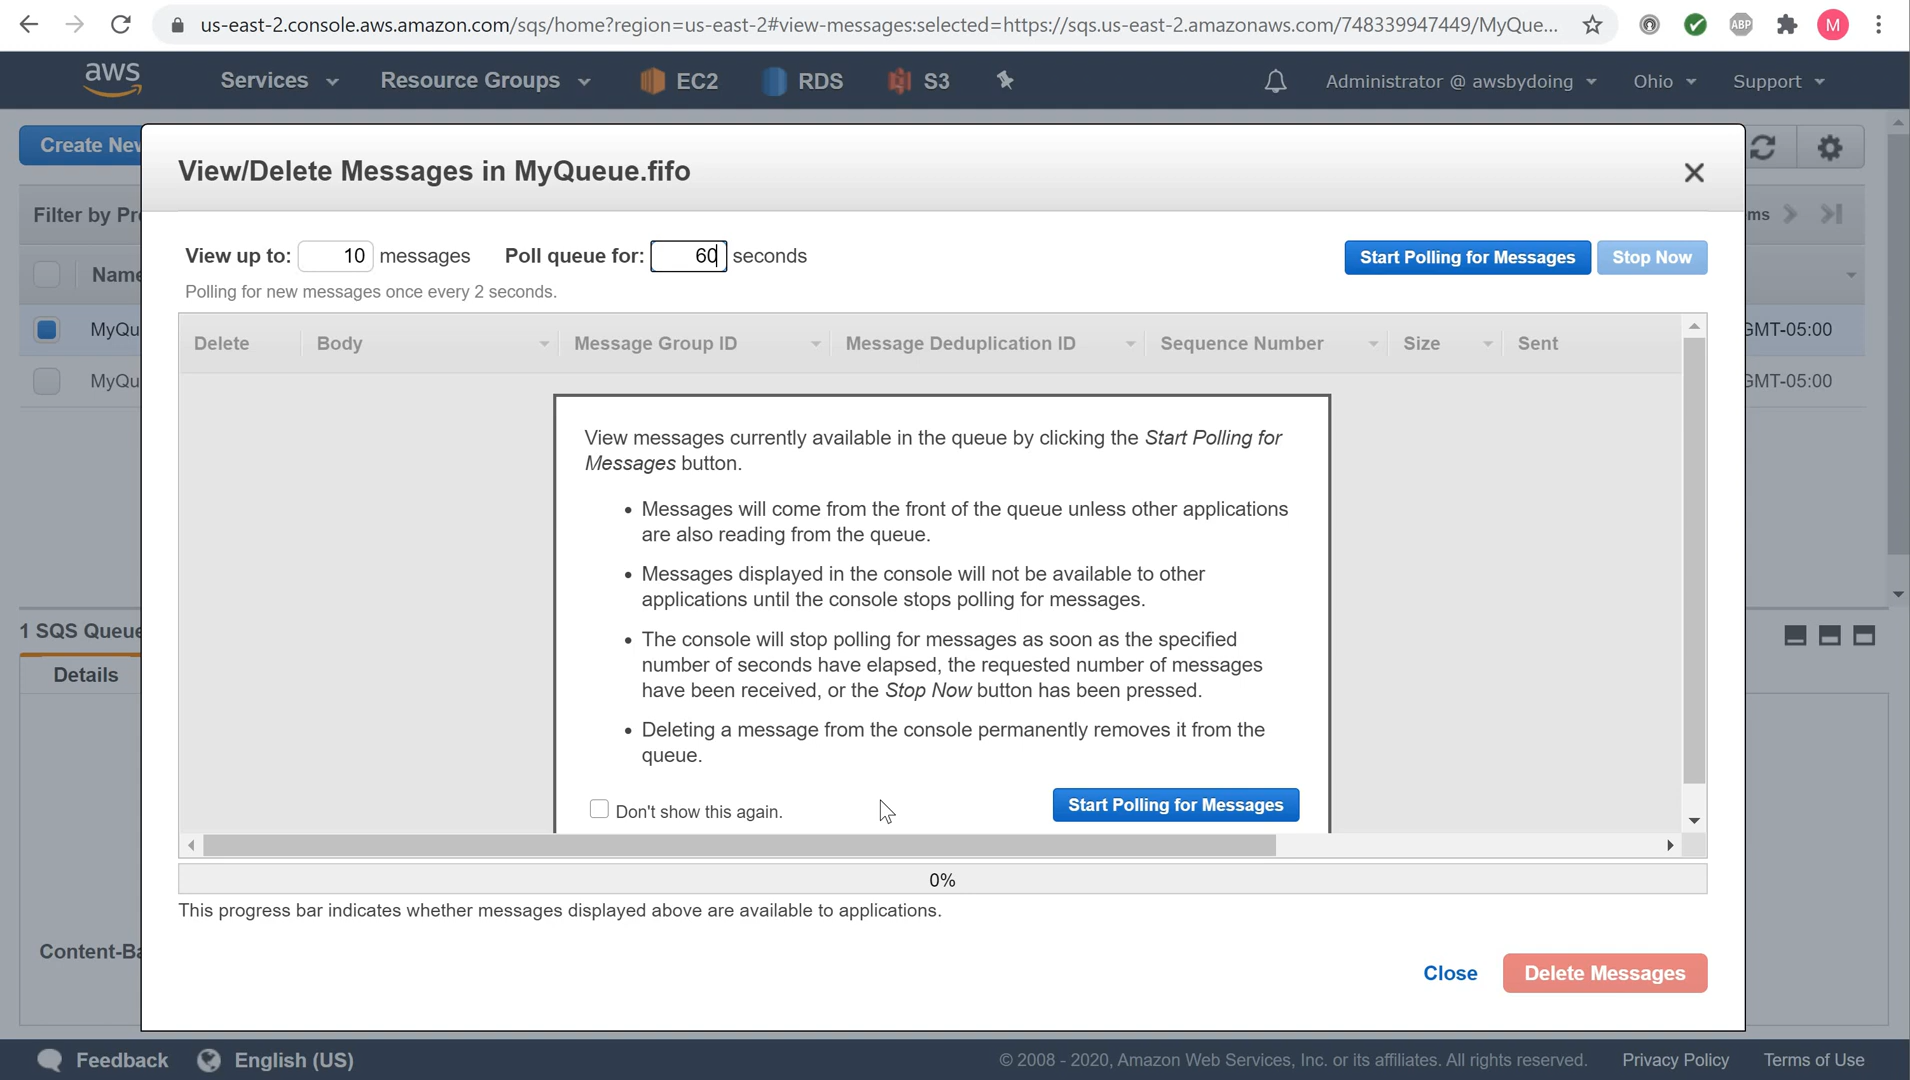 us-east-2.console.aws.amazon.com/sqs/home?region=us-east-2#view-messages:selected=https://sqs.us-east-2.amazonaws.com/748339947449/MyQue...
ABP
M
aws
Services
Resource Groups
EC2
RDS
S3
Administrator @ awsbydoing
Ohio
Support
Create New
View/Delete Messages in MyQueue.fifo
Filter by Pr
ms
View up to: 10 messages Poll queue for: 60 seconds
Start Polling for Messages
Stop Now
Name
Polling for new messages once every 2 seconds.
MyQu
GMT-05:00
MyQu
GMT-05:00
Delete Body Message Group ID Message Deduplication ID Sequence Number Size Sent
View messages currently available in the queue by clicking the Start Polling for
Messages button.
• Messages will come from the front of the queue unless other applications
are also reading from the queue.
• Messages displayed in the console will not be available to other
applications until the console stops polling for messages.
• The console will stop polling for messages as soon as the specified
number of seconds have elapsed, the requested number of messages
have been received, or the Stop Now button has been pressed.
• Deleting a message from the console permanently removes it from the
queue.
Don't show this again.
Start Polling for Messages
1 SQS Queue
Details
0%
This progress bar indicates whether messages displayed above are available to applications.
Content-Ba
Close
Delete Messages
Feedback
English (US)
© 2008 - 2020, Amazon Web Services, Inc. or its affiliates. All rights reserved.
Privacy Policy
Terms of Use